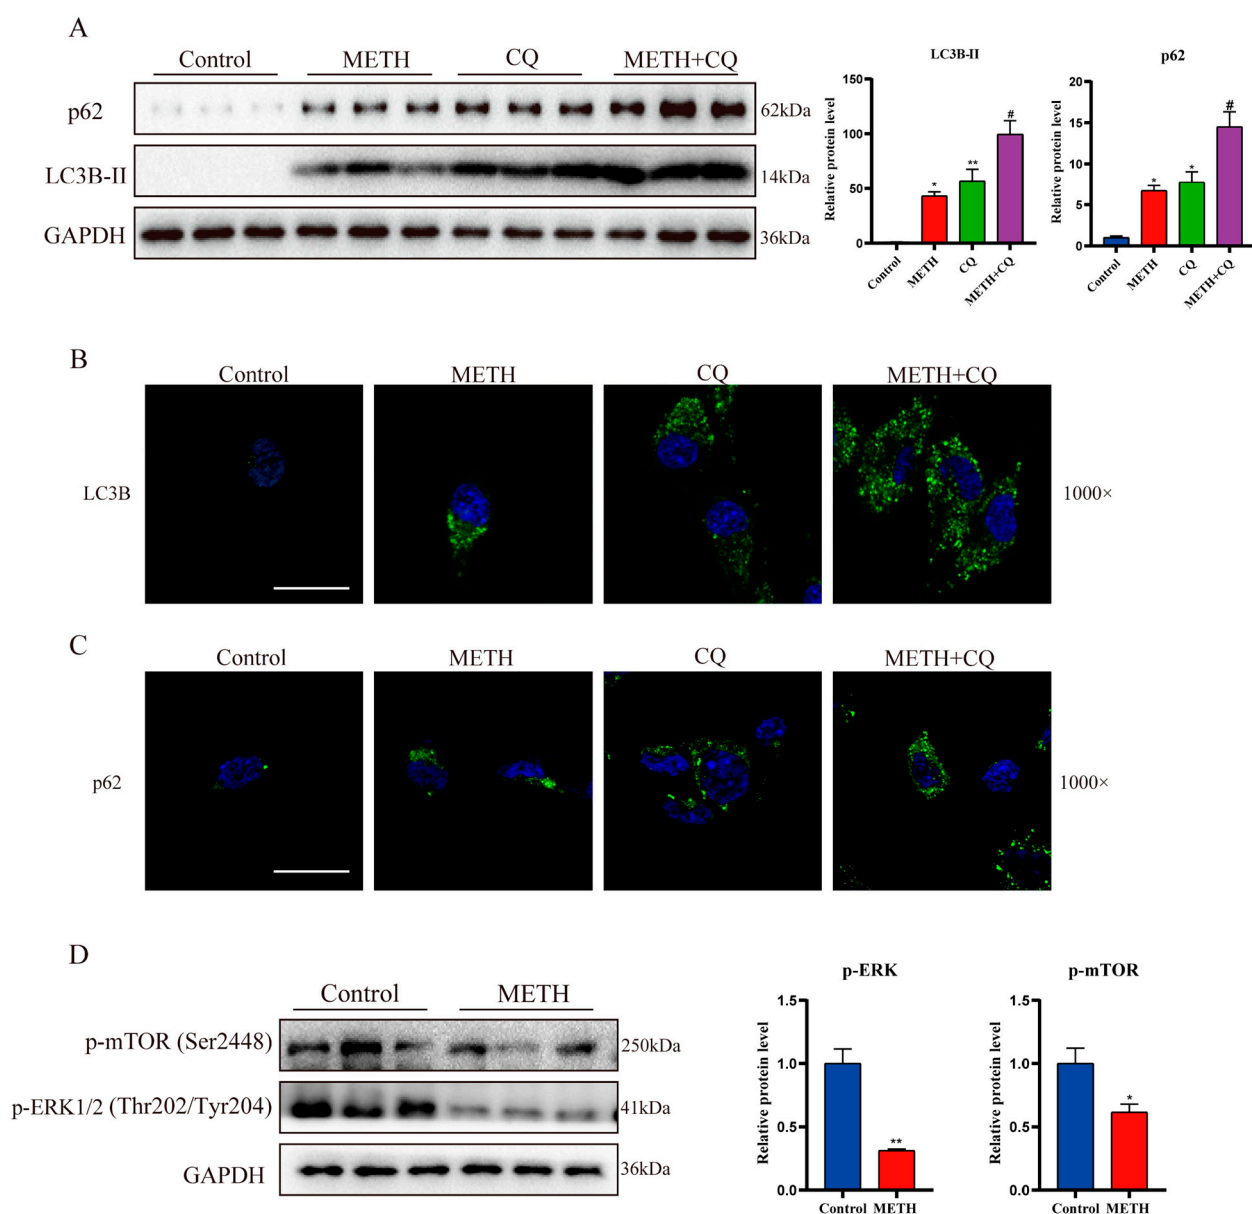 A
Control METH CQ METH+CQ
p62 62kDa
LC3B-II 14kDa
GAPDH 36kDa
LC3B-II
Relative protein level
150
100
50
0
* ** #
Control METH CQ METH+CQ
p62
Relative protein level
20
15
10
5
0
* * #
Control METH CQ METH+CQ
B
Control METH CQ METH+CQ
LC3B 1000×
C
Control METH CQ METH+CQ
p62 1000×
D
Control METH
p-mTOR (Ser2448) 250kDa
p-ERK1/2 (Thr202/Tyr204) 41kDa
GAPDH 36kDa
p-ERK
Relative protein level
1.5
1.0
0.5
0.0
**
Control METH
p-mTOR
Relative protein level
1.5
1.0
0.5
0.0
*
Control METH